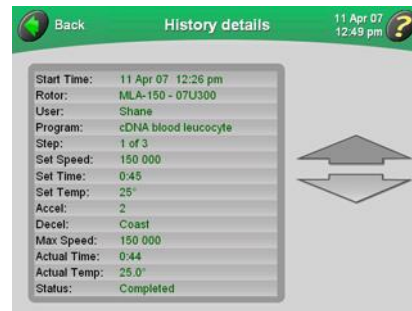 Back
History details
11 Apr 07
12:49 pm
?
Start Time: 11 Apr 07 12:26 pm
Rotor: MLA-150 - 07U300
User: Shane
Program: cDNA blood leucocyte
Step: 1 of 3
Set Speed: 150 000
Set Time: 0:45
Set Temp: 25°
Accel: 2
Decel: Coast
Max Speed: 150 000
Actual Time: 0:44
Actual Temp: 25.0°
Status: Completed